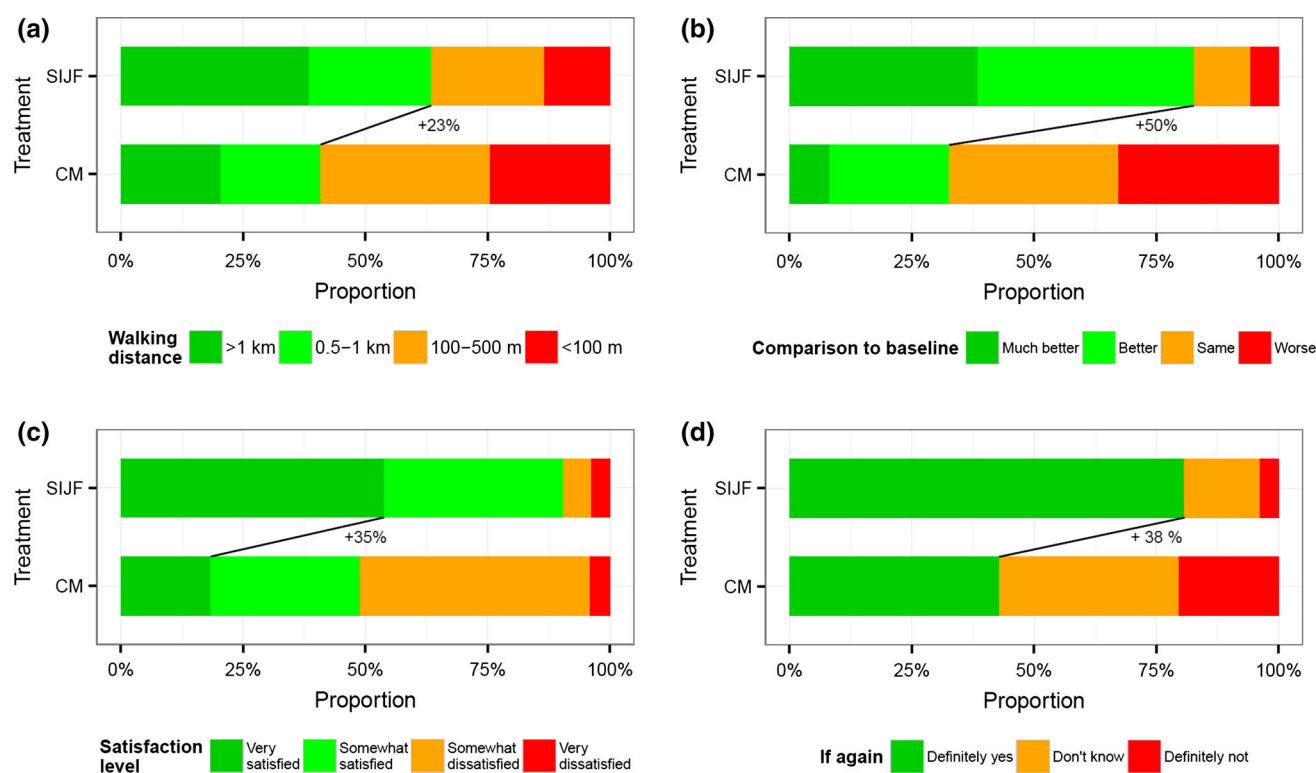 (a)
Treatment
SIJF
CM
+23%
0% 25% 50% 75% 100%
Proportion
Walking
distance
>1 km 0.5−1 km 100−500 m <100 m
(b)
Treatment
SIJF
CM
+50%
0% 25% 50% 75% 100%
Proportion
Comparison to baseline Much better Better Same Worse
(c)
Treatment
SIJF
CM
+35%
0% 25% 50% 75% 100%
Proportion
Satisfaction
level
Very
satisfied
Somewhat
satisfied
Somewhat
dissatisfied
Very
dissatisfied
(d)
Treatment
SIJF
CM
+ 38 %
0% 25% 50% 75% 100%
Proportion
If again Definitely yes Don't know Definitely not